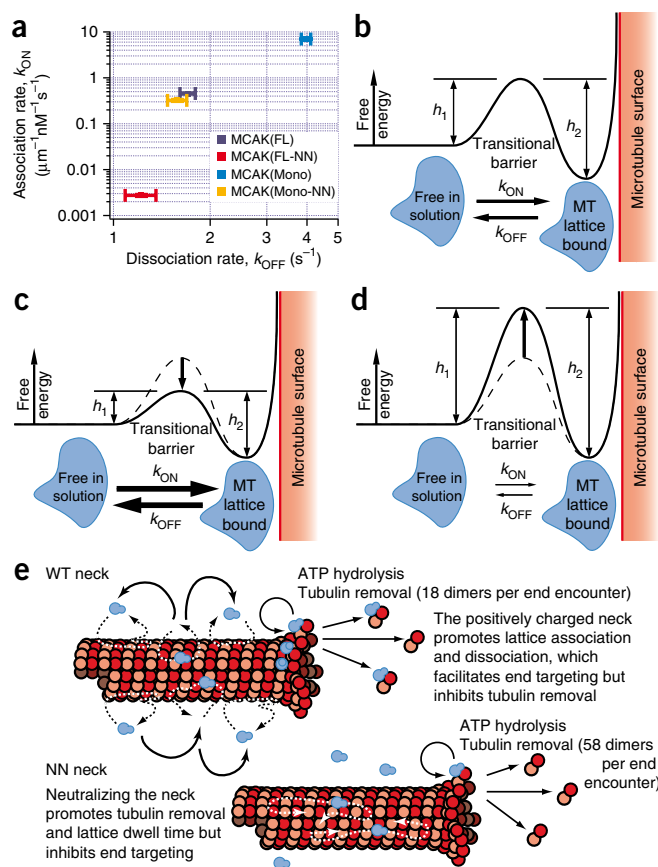 a
Association rate, kON
(μm⁻¹nM⁻¹s⁻¹)
10
1
0.1
0.01
0.001
MCAK(FL)
MCAK(FL-NN)
MCAK(Mono)
MCAK(Mono-NN)
1 2 3 4 5
Dissociation rate, kOFF (s⁻¹)
b
Free
energy
h1
h2
Transitional
barrier
Free in
solution
kON
kOFF
MT
lattice
bound
Microtubule surface
c
Free
energy
h1
h2
Transitional
barrier
Free in
solution
kON
kOFF
MT
lattice
bound
Microtubule surface
d
Free
energy
h1
h2
Transitional
barrier
Free in
solution
kON
kOFF
MT
lattice
bound
Microtubule surface
e
WT neck
ATP hydrolysis
Tubulin removal (18 dimers per end encounter)
The positively charged neck
promotes lattice association
and dissociation, which
facilitates end targeting but
inhibits tubulin removal
ATP hydrolysis
Tubulin removal (58 dimers
per end
encounter)
NN neck
Neutralizing the neck
promotes tubulin removal
and lattice dwell time but
inhibits end targeting